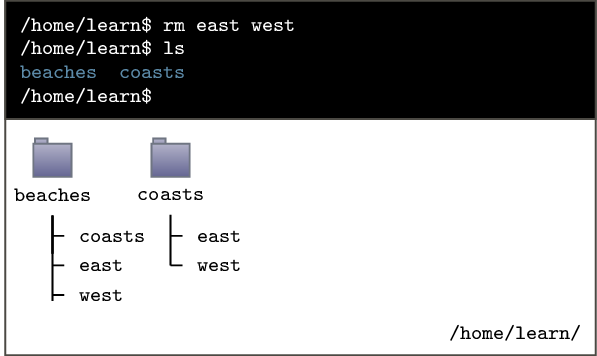 /home/learn$ rm east west
/home/learn$ ls
beaches  coasts
/home/learn$
beaches
coasts
east
west
coasts
east
west
/home/learn/